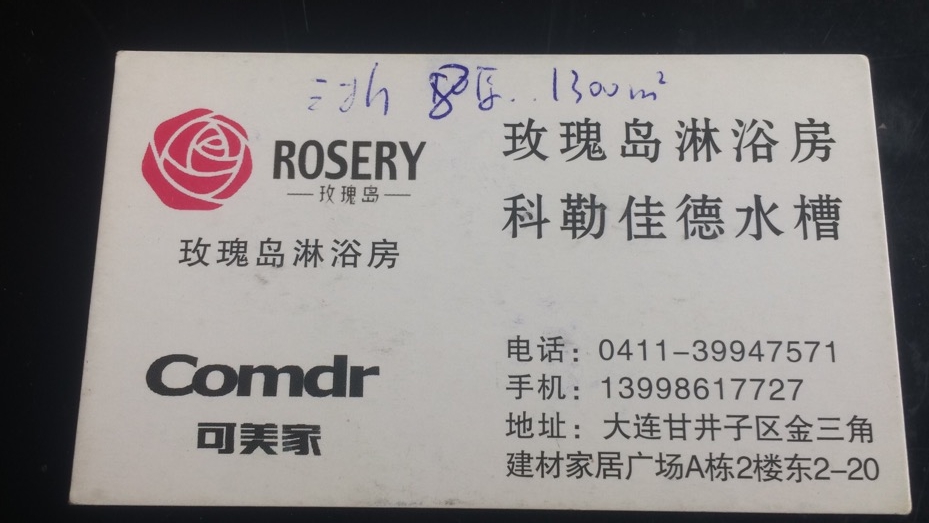 1300m²
ROSERY
玫瑰岛
玫瑰岛淋浴房
玫瑰岛淋浴房
科勒佳德水槽
Comdr
可美家
电话：0411-39947571
手机：13998617727
地址：大连甘井子区金三角
建材家居广场A栋2楼东2-20